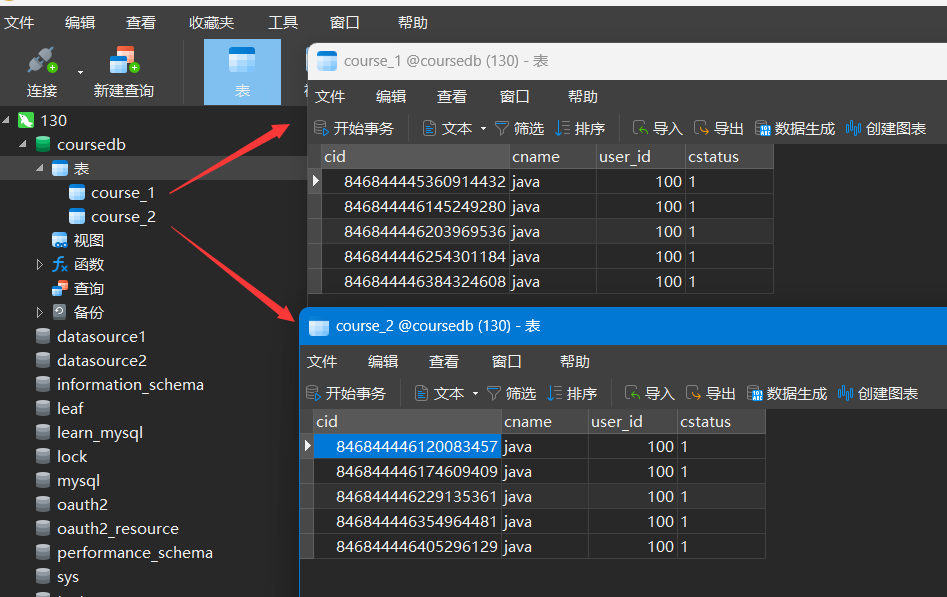 文件 编辑 查看 收藏夹 工具 窗口 帮助
连接 新建查询 表
130
coursedb
表
course_1
course_2
视图
函数
查询
备份
datasource1
datasource2
information_schema
leaf
learn_mysql
lock
mysql
oauth2
oauth2_resource
performance_schema
sys
course_1 @coursedb (130) - 表
文件 编辑 查看 窗口 帮助
开始事务 文本 筛选 排序 导入 导出 数据生成 创建图表
cid cname user_id cstatus
846844445360914432 java 100 1
846844446145249280 java 100 1
846844446203969536 java 100 1
846844446254301184 java 100 1
846844446384324608 java 100 1
course_2 @coursedb (130) - 表
文件 编辑 查看 窗口 帮助
开始事务 文本 筛选 排序 导入 导出 数据生成 创建图表
cid cname user_id cstatus
846844446120083457 java 100 1
846844446174609409 java 100 1
846844446229135361 java 100 1
846844446354964481 java 100 1
846844446405296129 java 100 1